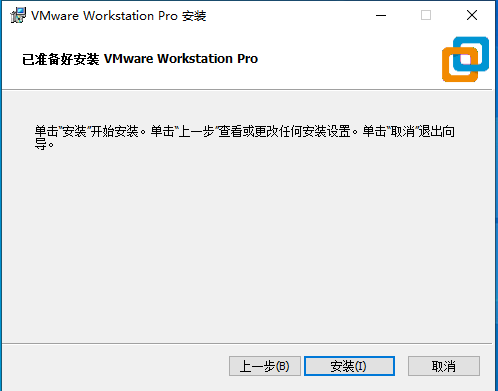 VMware Workstation Pro 安装
已准备好安装 VMware Workstation Pro
单击“安装”开始安装。单击“上一步”查看或更改任何安装设置。单击“取消”退出向
导。
上一步(B)
安装(I)
取消